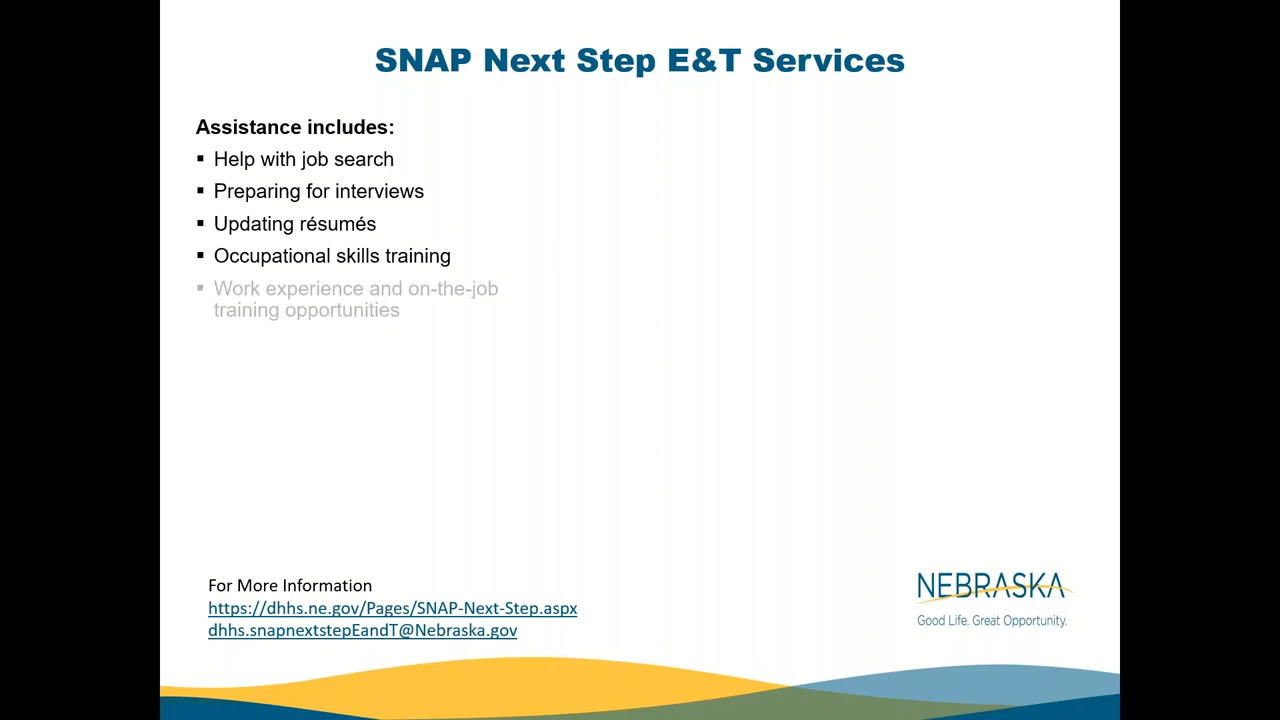 SNAP Next Step E&T Services
Assistance includes:
▪ Help with job search
▪ Preparing for interviews
▪ Updating résumés
▪ Occupational skills training
▪ Work experience and on-the-job
training opportunities
For More Information
https://dhhs.ne.gov/Pages/SNAP-Next-Step.aspx
dhhs.snapnextstepEandT@Nebraska.gov
NEBRASKA
Good Life. Great Opportunity.